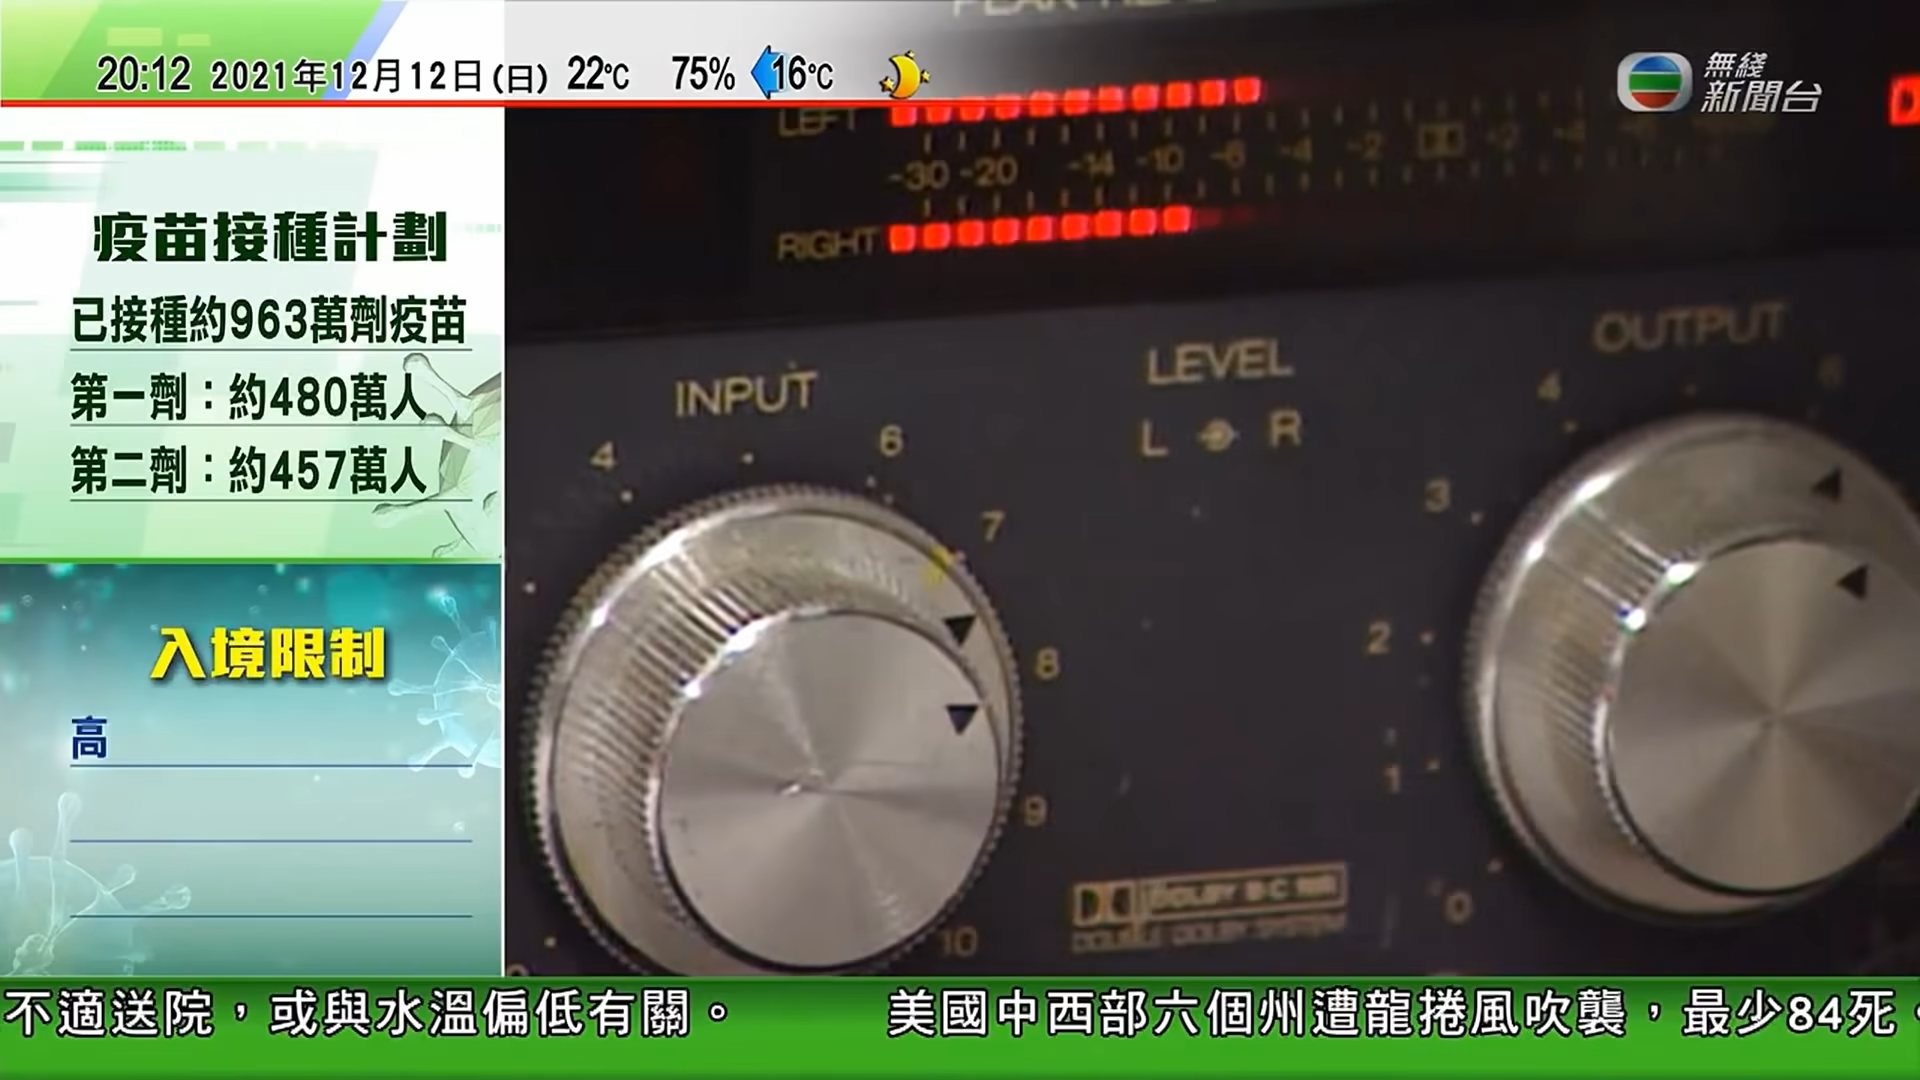 20:12 2021年12月12日(日) 22℃ 75% 16℃
無綫
新聞台
疫苗接種計劃
已接種約963萬劑疫苗
第一劑：約480萬人
第二劑：約457萬人
入境限制
高
LEFT
-30 -20 -14 -10 -6 -4 -2
RIGHT
INPUT
LEVEL
OUTPUT
L R
4 6 7 8 9 10
4 3 2 1 0
DOLBY B-C NR
DOUBLE DOLBY SYSTEM
不適送院，或與水溫偏低有關。 美國中西部六個州遭龍捲風吹襲，最少84死。